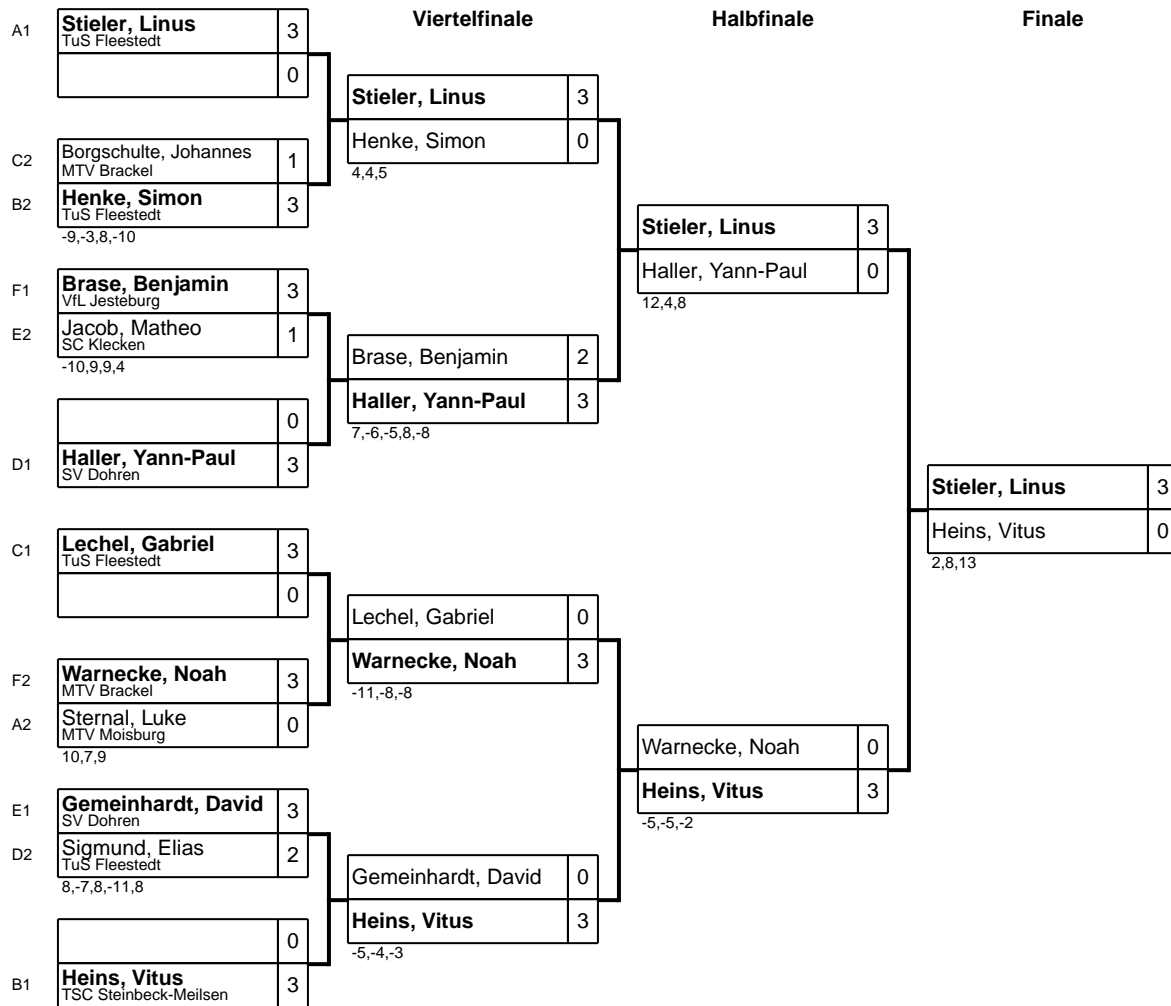 Viertelfinale
Halbfinale
Finale
A1
Stieler, Linus
3
TuS Fleestedt
0
C2
Borgschulte, Johannes
1
MTV Brackel
B2
Henke, Simon
3
TuS Fleestedt
-9,-3,8,-10
F1
Brase, Benjamin
3
VfL Jesteburg
E2
Jacob, Matheo
1
SC Klecken
-10,9,9,4
0
D1
Haller, Yann-Paul
3
SV Dohren
C1
Lechel, Gabriel
3
TuS Fleestedt
0
F2
Warnecke, Noah
3
MTV Brackel
A2
Sternal, Luke
0
MTV Moisburg
10,7,9
E1
Gemeinhardt, David
3
SV Dohren
D2
Sigmund, Elias
2
TuS Fleestedt
8,-7,8,-11,8
0
B1
Heins, Vitus
3
TSC Steinbeck-Meilsen
Stieler, Linus
3
Henke, Simon
0
4,4,5
Brase, Benjamin
2
Haller, Yann-Paul
3
7,-6,-5,8,-8
Lechel, Gabriel
0
Warnecke, Noah
3
-11,-8,-8
Gemeinhardt, David
0
Heins, Vitus
3
-5,-4,-3
Stieler, Linus
3
Haller, Yann-Paul
0
12,4,8
Warnecke, Noah
0
Heins, Vitus
3
-5,-5,-2
Stieler, Linus
3
Heins, Vitus
0
2,8,13